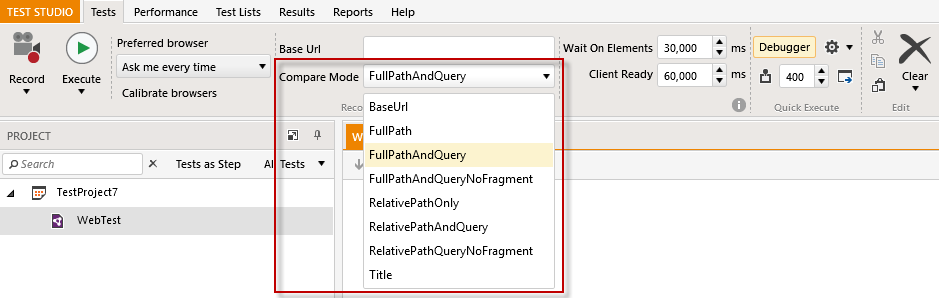 TEST STUDIO Tests Performance Test Lists Results Reports Help
Preferred browser
Ask me every time
Calibrate browsers
Record
Execute
Base Url
Compare Mode FullPathAndQuery
BaseUrl
FullPath
FullPathAndQuery
FullPathAndQueryNoFragment
RelativePathOnly
RelativePathAndQuery
RelativePathQueryNoFragment
Title
Reco
Wait On Elements 30,000 ms
Client Ready 60,000 ms
Debugger
400
Quick Execute
Clear
Edit
PROJECT
Search Tests as Step Tests
TestProject7
WebTest